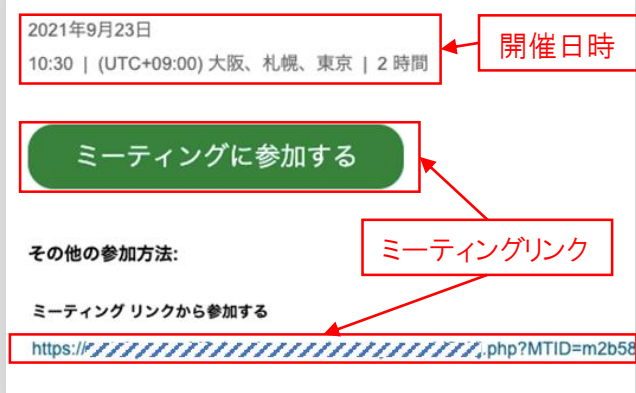 2021年9月23日
10:30 | (UTC+09:00) 大阪、札幌、東京 | 2 時間
開催日時
ミーティングに参加する
ミーティングリンク
その他の参加方法:
ミーティング リンクから参加する
https://
.php?MTID=m2b58